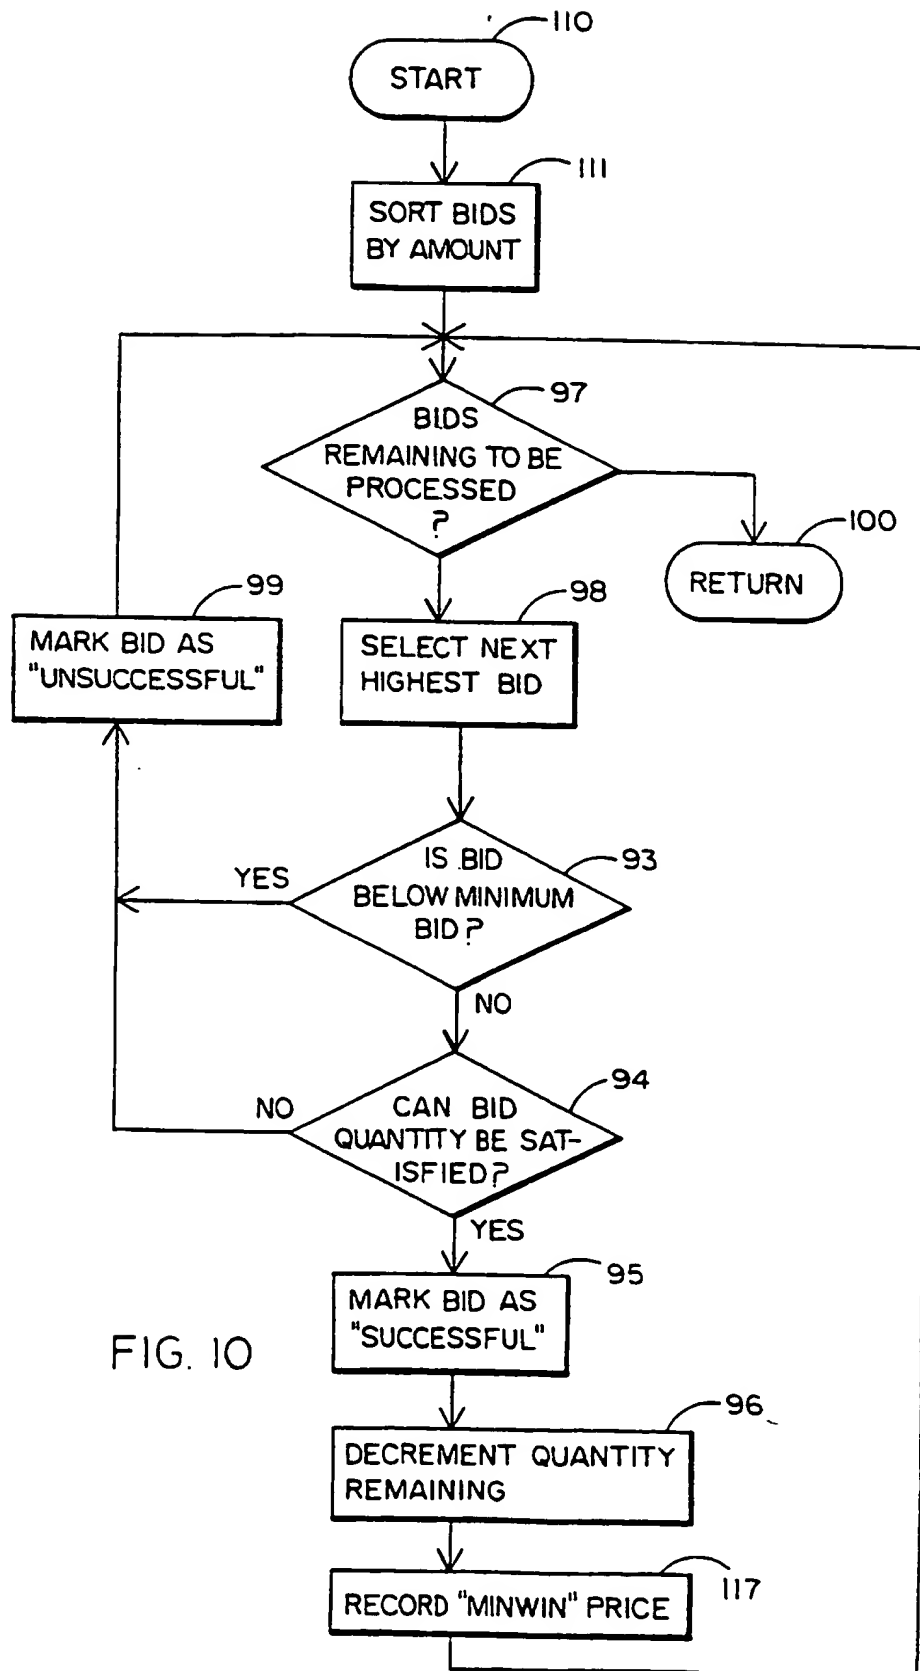 110
START
111
SORT BIDS
BY AMOUNT
97
BIDS
REMAINING TO BE
PROCESSED
?
100
RETURN
99
MARK BID AS
"UNSUCCESSFUL"
98
SELECT NEXT
HIGHEST BID
93
YES
IS BID
BELOW MINIMUM
BID?
NO
94
NO
CAN BID
QUANTITY BE SAT-
ISFIED?
YES
95
MARK BID AS
"SUCCESSFUL"
FIG. 10
96
DECREMENT QUANTITY
REMAINING
117
RECORD "MINWIN" PRICE